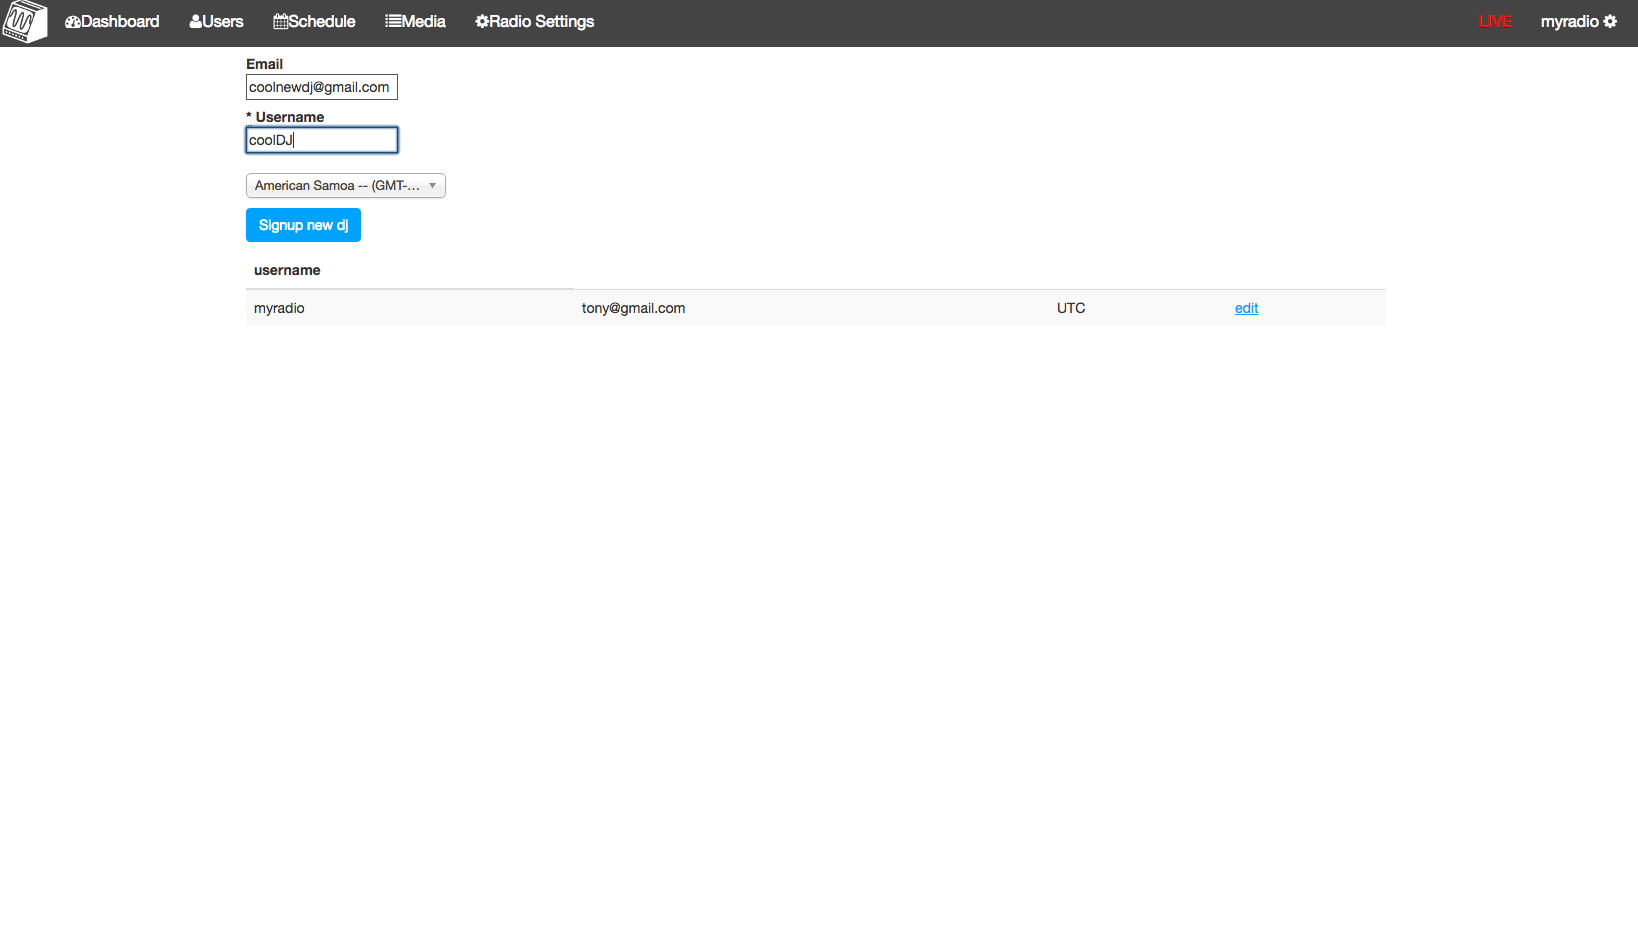 Dashboard Users Schedule Media Radio Settings LIVE myradio
Email
coolnewdj@gmail.com
* Username
coolDJ
American Samoa -- (GMT-...
Signup new dj
username
myradio tony@gmail.com UTC edit